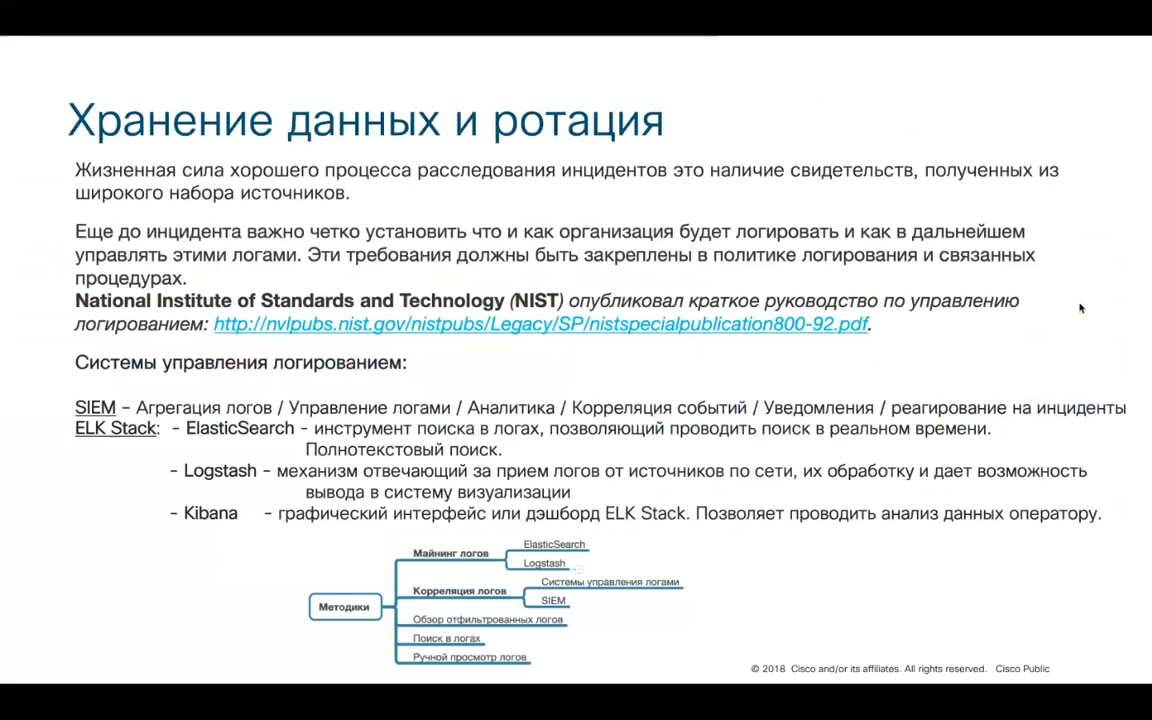 Хранение данных и ротация
Жизненная сила хорошего процесса расследования инцидентов это наличие свидетельств, полученных из
широкого набора источников.
Еще до инцидента важно четко установить что и как организация будет логировать и как в дальнейшем
управлять этими логами. Эти требования должны быть закреплены в политике логирования и связанных
процедурах.
National Institute of Standards and Technology (NIST) опубликовал краткое руководство по управлению
логированием: http://nvlpubs.nist.gov/nistpubs/Legacy/SP/nistspecialpublication800-92.pdf.
Системы управления логированием:
SIEM – Агрегация логов / Управление логами / Аналитика / Корреляция событий / Уведомления / реагирование на инциденты
ELK Stack: - ElasticSearch - инструмент поиска в логах, позволяющий проводить поиск в реальном времени.
Полнотекстовый поиск.
- Logstash - механизм отвечающий за прием логов от источников по сети, их обработку и дает возможность
вывода в систему визуализации
- Kibana - графический интерфейс или дэшборд ELK Stack. Позволяет проводить анализ данных оператору.
ElasticSearch
Майнинг логов
Logstash
Системы управления логами
Корреляция логов
SIEM
Методики
Обзор отфильтрованных логов
Поиск в логах
Ручной просмотр логов
© 2018 Cisco and/or its affiliates. All rights reserved. Cisco Public